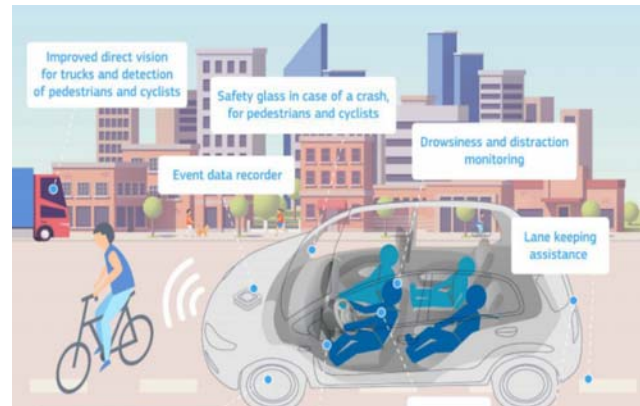 Improved direct vision
for trucks and detection
of pedestrians and cyclists
Safety glass in case of a crash,
for pedestrians and cyclists
Drowsiness and distraction
monitoring
Event data recorder
Lane keeping
assistance